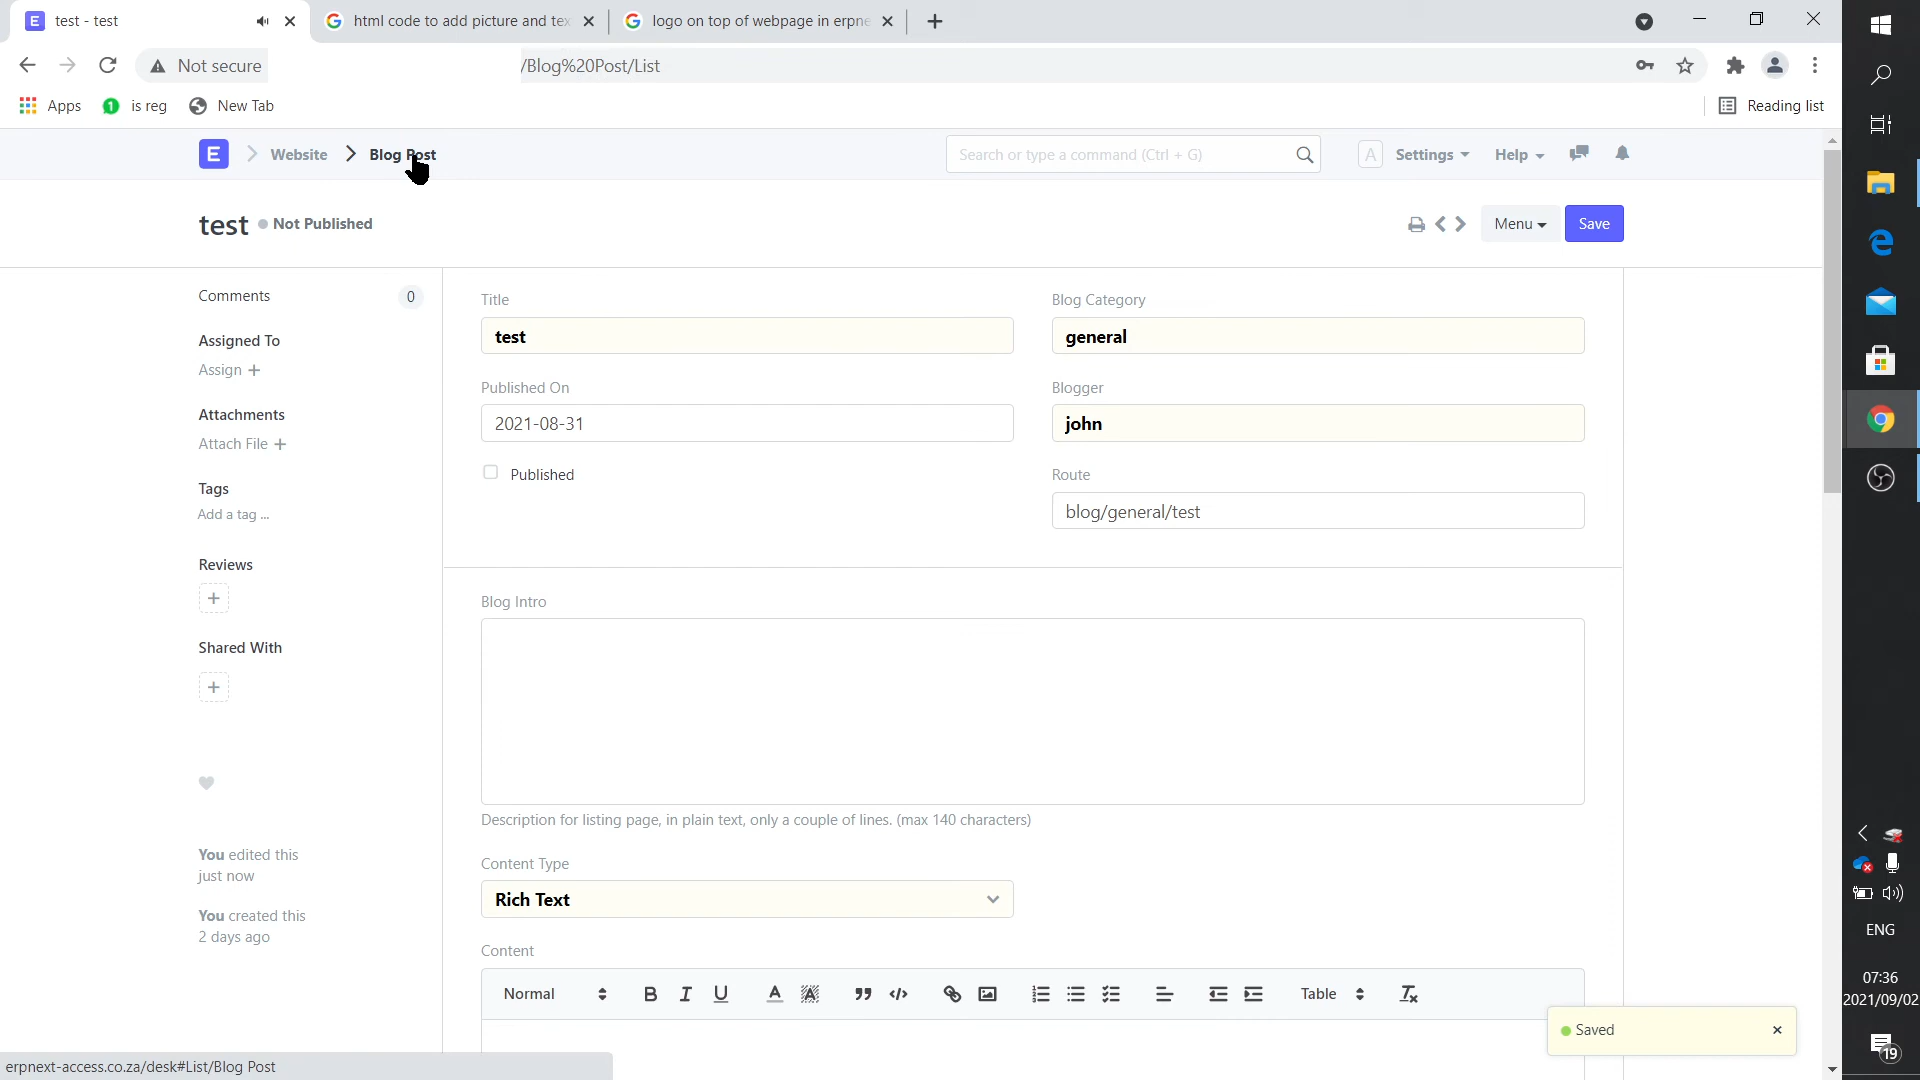 test - test
html code to add picture and tex
logo on top of webpage in erpne
Not secure
/Blog%20Post/List
Apps
1
is reg
New Tab
Reading list
E
Website
Blog Post
Search or type a command (Ctrl + G)
A
Settings
Help
test
Not Published
Menu
Save
Comments
0
Assigned To
Assign +
Attachments
Attach File +
Tags
Add a tag ...
Reviews
+
Shared With
+
You edited this
just now
You created this
2 days ago
Title
test
Blog Category
general
Published On
2021-08-31
Blogger
john
Published
Route
blog/general/test
Blog Intro
Description for listing page, in plain text, only a couple of lines. (max 140 characters)
Content Type
Rich Text
Content
Normal
B
I
U
A
A
Table
Saved
erpnext-access.co.za/desk#List/Blog Post
ENG
07:36
2021/09/02
19